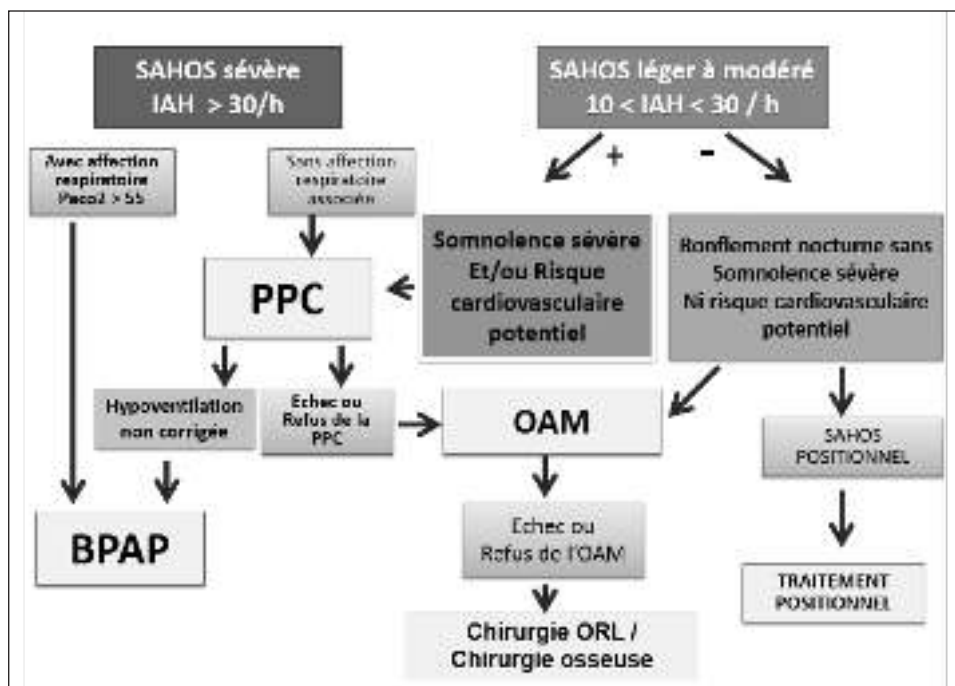 SAHOS sévère
IAH > 30/h
SAHOS léger à modéré
10 < IAH < 30 / h
Avec affection
respiratoire
Paco2 > 55
Sans affection
respiratoire
associée
+
-
Somnolence sévère
Et/ou Risque
cardiovasculaire
potentiel
Ronflement nocturne sans
Somnolence sévère
Ni risque cardiovasculaire
potentiel
PPC
Hypoventilation
non corrigée
Echec ou
Refus de la
PPC
OAM
SAHOS
POSITIONNEL
BPAP
Echec ou
Refus de l'OAM
TRAITEMENT
POSITIONNEL
Chirurgie ORL /
Chirurgie osseuse